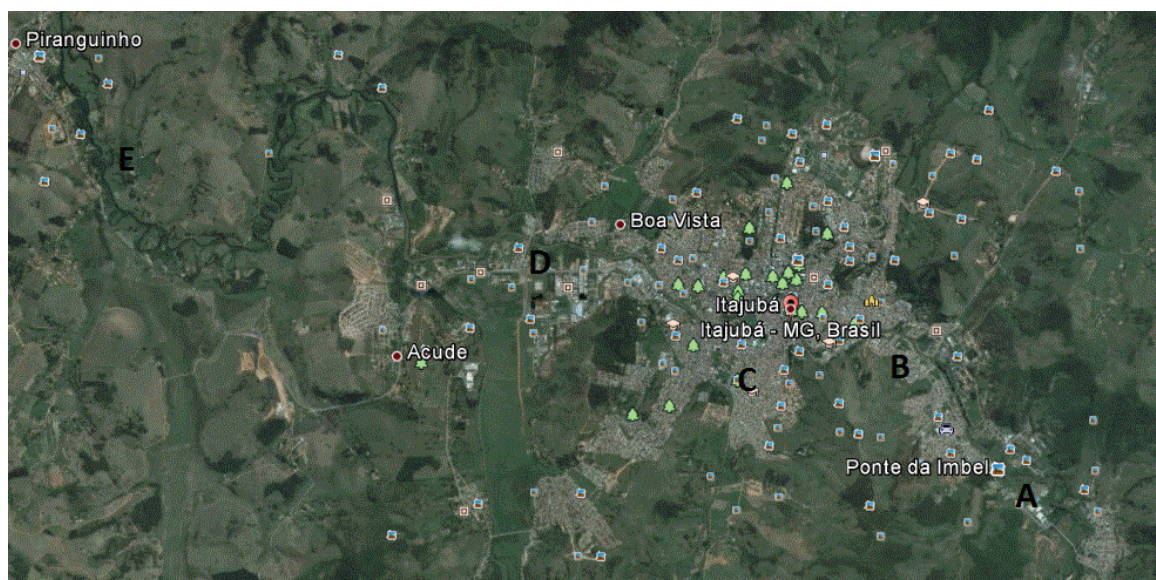 Piranguinho
E
Boa Vista
D
Itajubá
Itajubá - MG, Brasil
Acude
B
C
Ponte da Imbel
A